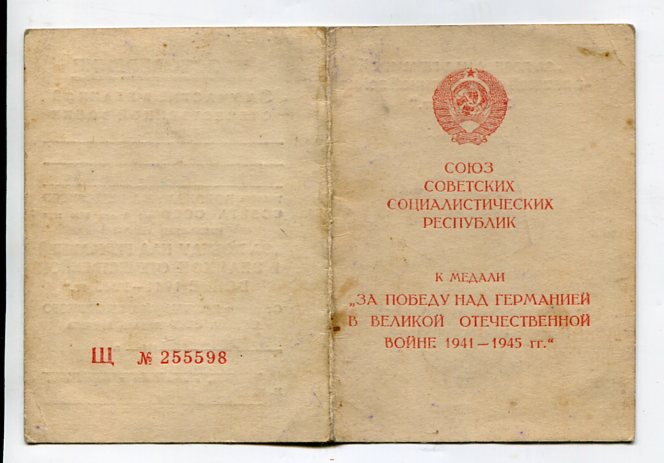 Щ № 255598
СОЮЗ
СОВЕТСКИХ
СОЦИАЛИСТИЧЕСКИХ
РЕСПУБЛИК
К МЕДАЛИ
„ЗА ПОБЕДУ НАД ГЕРМАНИЕЙ
В ВЕЛИКОЙ ОТЕЧЕСТВЕННОЙ
ВОЙНЕ 1941—1945 гг.“